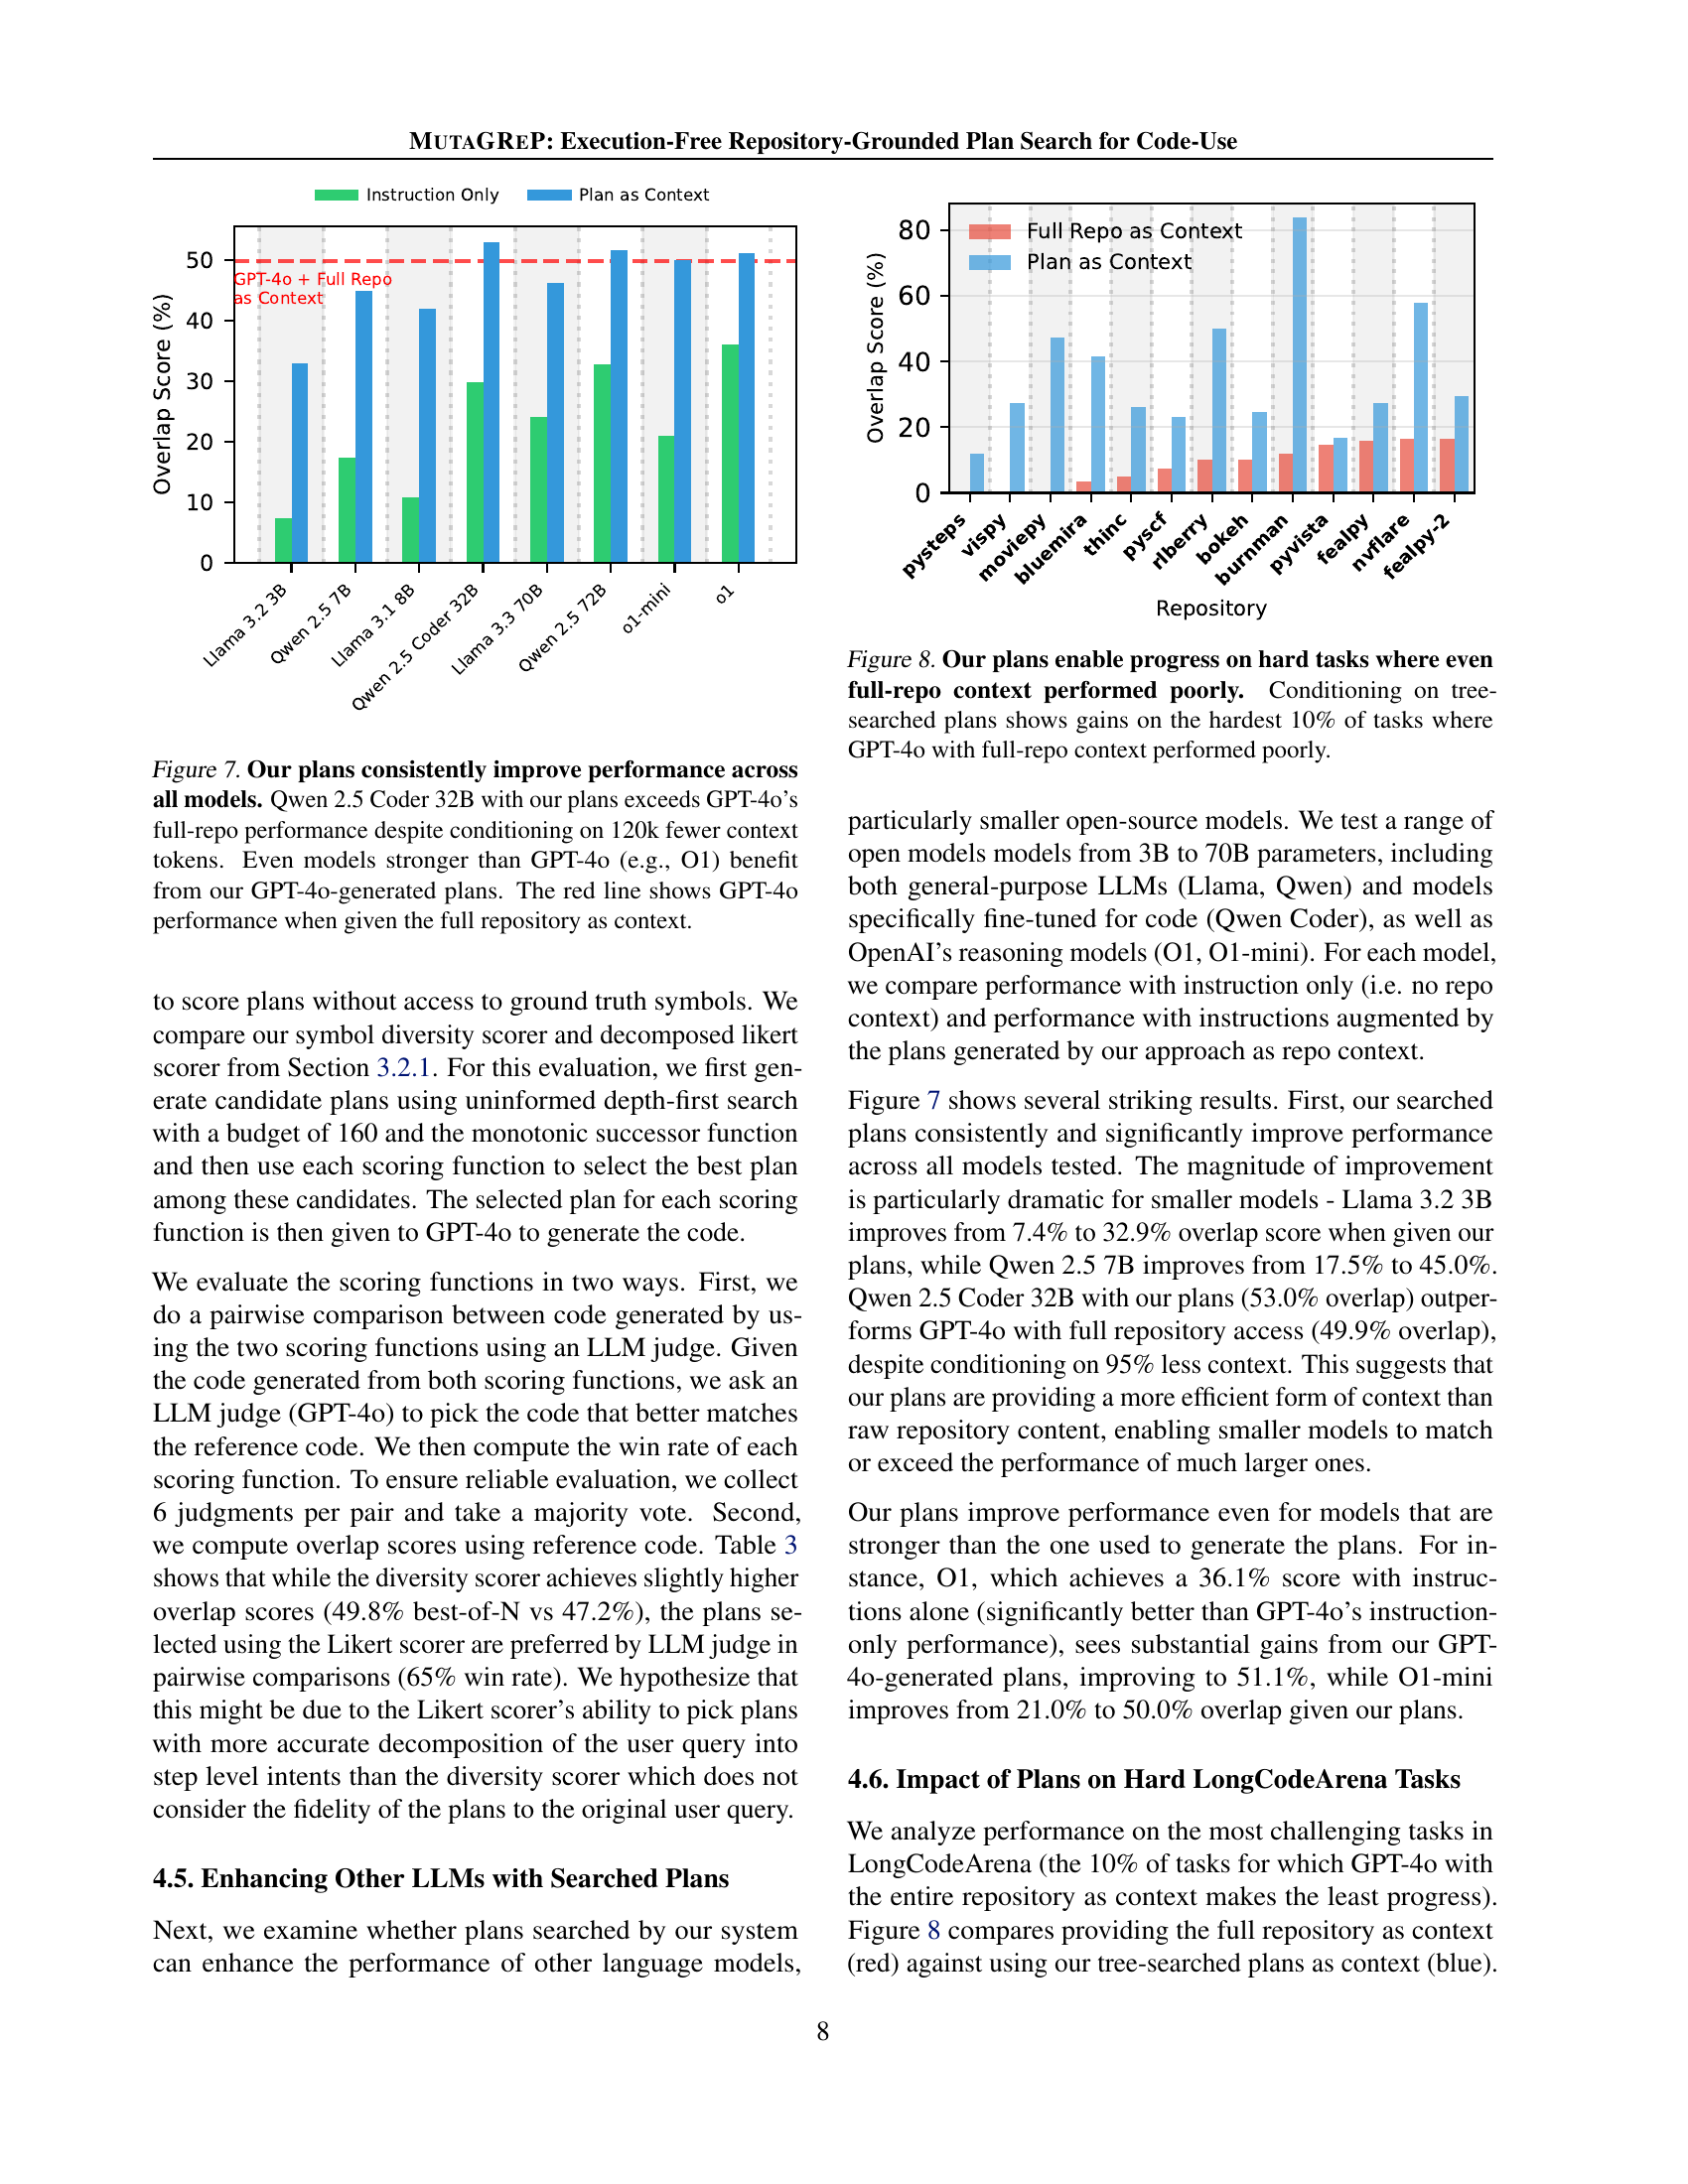 MUTAGREP: Execution-Free Repository-Grounded Plan Search for Code-Use
Instruction Only
Plan as Context
50
40
30
20
10
0
Overlap Score (%)
GPT-4o + Full Repo
as Context
Llama 3.2 3B
Qwen 2.5 7B
Llama 3.1 8B
Qwen 2.5 Coder 32B
Llama 3.3 70B
Qwen 2.5 72B
o1-mini
o1
Figure 7. Our plans consistently improve performance across
all models. Qwen 2.5 Coder 32B with our plans exceeds GPT-4o's
full-repo performance despite conditioning on 120k fewer context
tokens. Even models stronger than GPT-4o (e.g., O1) benefit
from our GPT-4o-generated plans. The red line shows GPT-4o
performance when given the full repository as context.
to score plans without access to ground truth symbols. We
compare our symbol diversity scorer and decomposed likert
scorer from Section 3.2.1. For this evaluation, we first gen-
erate candidate plans using uninformed depth-first search
with a budget of 160 and the monotonic successor function
and then use each scoring function to select the best plan
among these candidates. The selected plan for each scoring
function is then given to GPT-4o to generate the code.
We evaluate the scoring functions in two ways. First, we
do a pairwise comparison between code generated by us-
ing the two scoring functions using an LLM judge. Given
the code generated from both scoring functions, we ask an
LLM judge (GPT-4o) to pick the code that better matches
the reference code. We then compute the win rate of each
scoring function. To ensure reliable evaluation, we collect
6 judgments per pair and take a majority vote. Second,
we compute overlap scores using reference code. Table 3
shows that while the diversity scorer achieves slightly higher
overlap scores (49.8% best-of-N vs 47.2%), the plans se-
lected using the Likert scorer are preferred by LLM judge in
pairwise comparisons (65% win rate). We hypothesize that
this might be due to the Likert scorer's ability to pick plans
with more accurate decomposition of the user query into
step level intents than the diversity scorer which does not
consider the fidelity of the plans to the original user query.
4.5. Enhancing Other LLMs with Searched Plans
Next, we examine whether plans searched by our system
can enhance the performance of other language models,
Full Repo as Context
Plan as Context
80
60
40
20
0
Overlap Score (%)
pysteps
vispy
moviepy
bluemira
thinc
pyscf
rlberry
bokeh
burnman
pyvista
fealpy
nvflare
fealpy-2
Repository
Figure 8. Our plans enable progress on hard tasks where even
full-repo context performed poorly. Conditioning on tree-
searched plans shows gains on the hardest 10% of tasks where
GPT-4o with full-repo context performed poorly.
particularly smaller open-source models. We test a range of
open models models from 3B to 70B parameters, including
both general-purpose LLMs (Llama, Qwen) and models
specifically fine-tuned for code (Qwen Coder), as well as
OpenAI's reasoning models (O1, O1-mini). For each model,
we compare performance with instruction only (i.e. no repo
context) and performance with instructions augmented by
the plans generated by our approach as repo context.
Figure 7 shows several striking results. First, our searched
plans consistently and significantly improve performance
across all models tested. The magnitude of improvement
is particularly dramatic for smaller models - Llama 3.2 3B
improves from 7.4% to 32.9% overlap score when given our
plans, while Qwen 2.5 7B improves from 17.5% to 45.0%.
Qwen 2.5 Coder 32B with our plans (53.0% overlap) outper-
forms GPT-4o with full repository access (49.9% overlap),
despite conditioning on 95% less context. This suggests that
our plans are providing a more efficient form of context than
raw repository content, enabling smaller models to match
or exceed the performance of much larger ones.
Our plans improve performance even for models that are
stronger than the one used to generate the plans. For in-
stance, O1, which achieves a 36.1% score with instruc-
tions alone (significantly better than GPT-4o's instruction-
only performance), sees substantial gains from our GPT-
4o-generated plans, improving to 51.1%, while O1-mini
improves from 21.0% to 50.0% overlap given our plans.
4.6. Impact of Plans on Hard LongCodeArena Tasks
We analyze performance on the most challenging tasks in
LongCodeArena (the 10% of tasks for which GPT-4o with
the entire repository as context makes the least progress).
Figure 8 compares providing the full repository as context
(red) against using our tree-searched plans as context (blue).
8